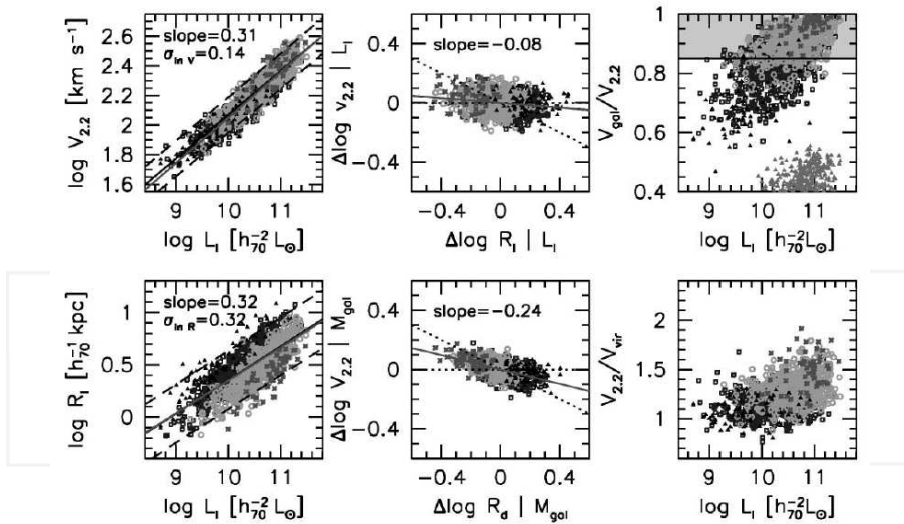 slope=0.31
σ_ln V=0.14
log V_2.2 [km s⁻¹]
2.6
2.4
2.2
2
1.8
1.6
9 10 11
log L_I [h_70^-2 L_⊙]
slope=−0.08
Δlog V_2.2 | L_I
0.4
0
−0.4
−0.4 0 0.4
Δlog R_I | L_I
V_gal/V_2.2
1
0.8
0.6
0.4
9 10 11
log L_I [h_70^-2 L_⊙]
slope=0.32
σ_ln R=0.32
log R_I [h_70^-1 kpc]
1
0.5
0
9 10 11
log L_I [h_70^-2 L_⊙]
slope=−0.24
Δlog V_2.2 | M_gal
0.4
0
−0.4
−0.4 0 0.4
Δlog R_d | M_gal
V_2.2/V_vir
2
1.5
1
9 10 11
log L_I [h_70^-2 L_⊙]